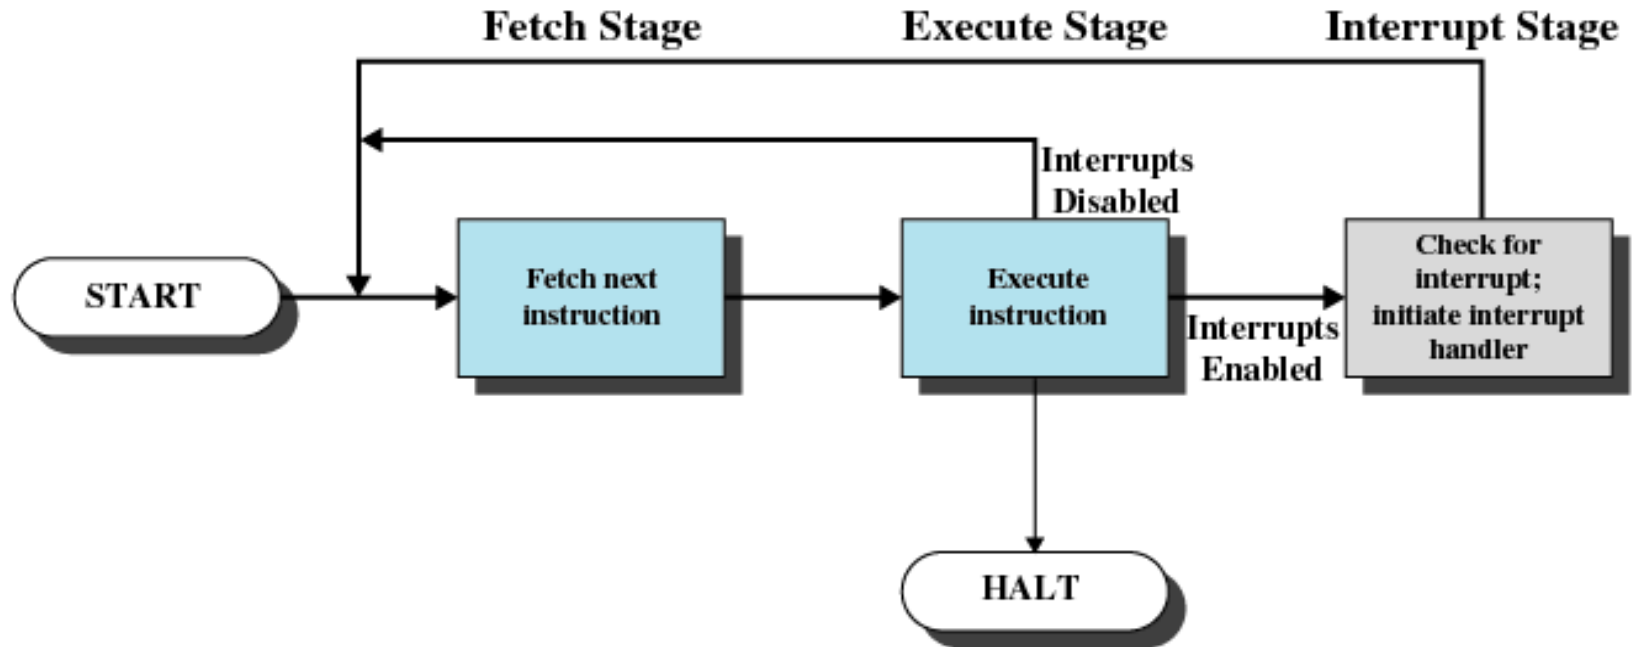 Fetch Stage
Execute Stage
Interrupt Stage
Interrupts
Disabled
START
Fetch next
instruction
Execute
instruction
Interrupts
Enabled
Check for
interrupt;
initiate interrupt
handler
HALT